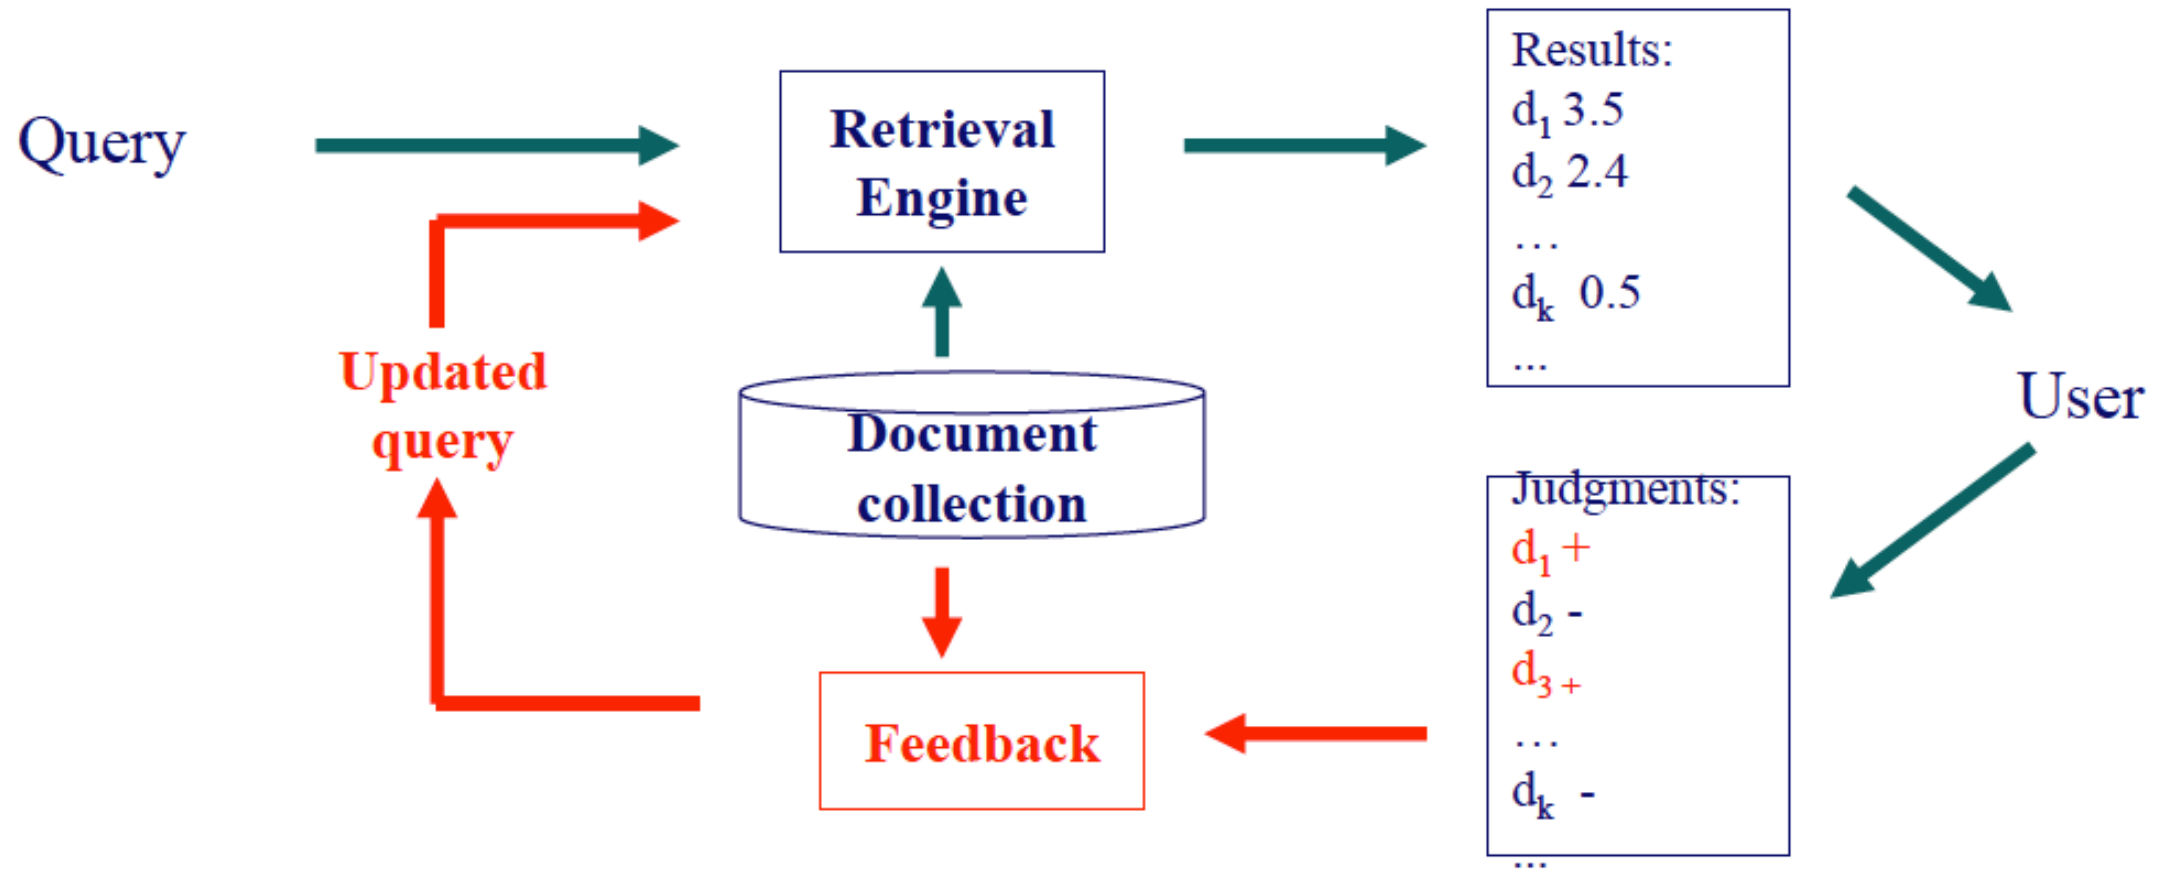 Query
Retrieval
Engine
Results:
d1 3.5
d2 2.4
…
dk 0.5
...
User
Updated
query
Document
collection
Judgments:
d1 +
d2 -
d3 +
…
dk -
...
Feedback